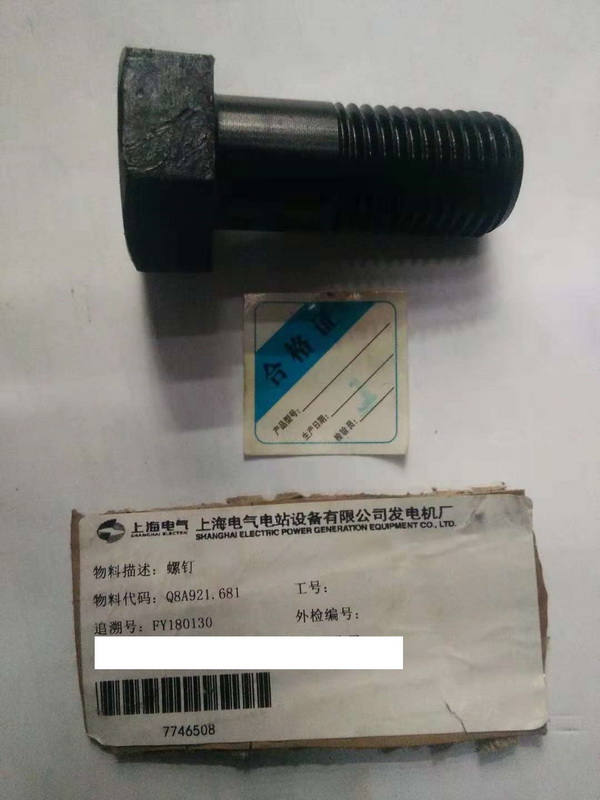 合格证
产品型号:
生产日期:
检验员:
上海电气 上海电气电站设备有限公司发电机厂
SHANGHAI ELECTRIC SHANGHAI ELECTRIC POWER GENERATION EQUIPMENT CO., LTD.
物料描述: 螺钉
物料代码: Q8A921.681 工号:
追溯号: FY180130 外检编号:
7746508